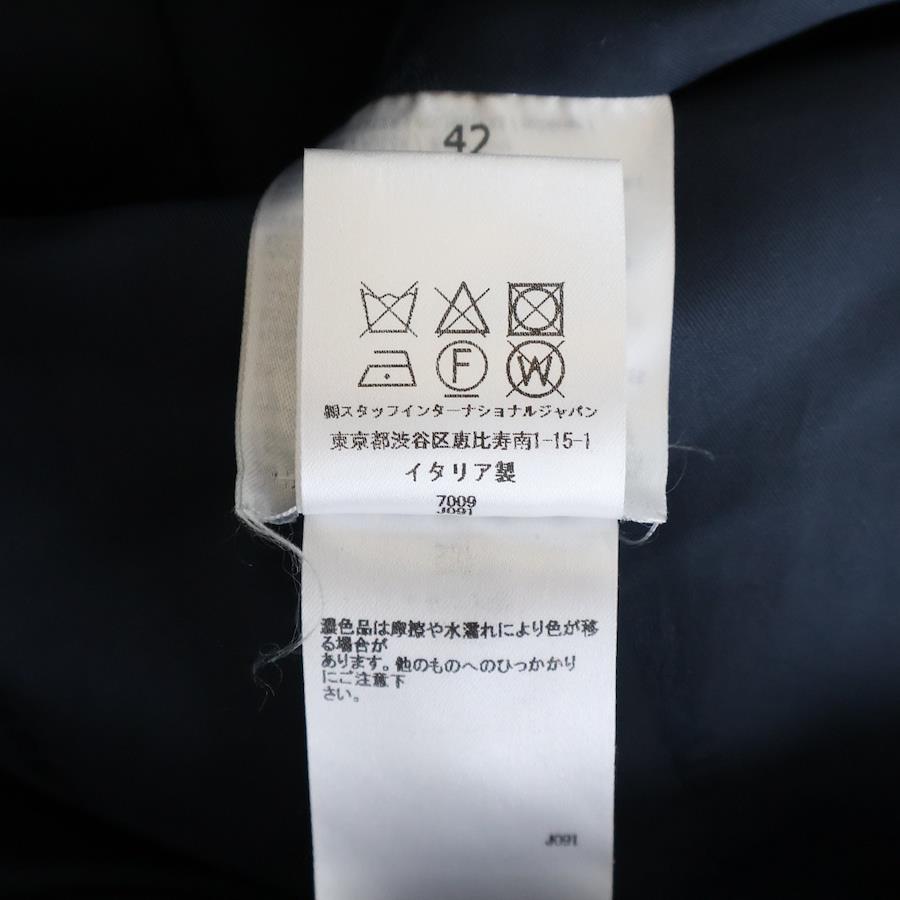 42
F
W
㈱スタッフインターナショナルジャパン
東京都渋谷区恵比寿南1-15-1
イタリア製
7009
J091
濃色品は摩擦や水濡れにより色が移
る場合が
あります。他のものへのひっかかり
にご注意下
さい。
J091